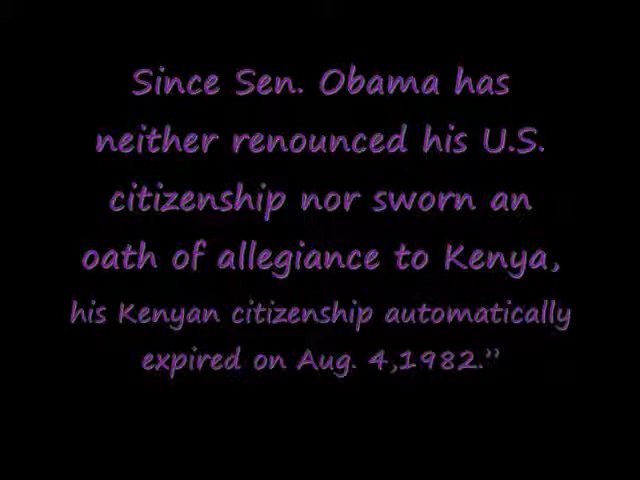 Since Sen. Obama has
neither renounced his U.S.
citizenship nor sworn an
oath of allegiance to Kenya,
his Kenyan citizenship automatically
expired on Aug. 4,1982.”